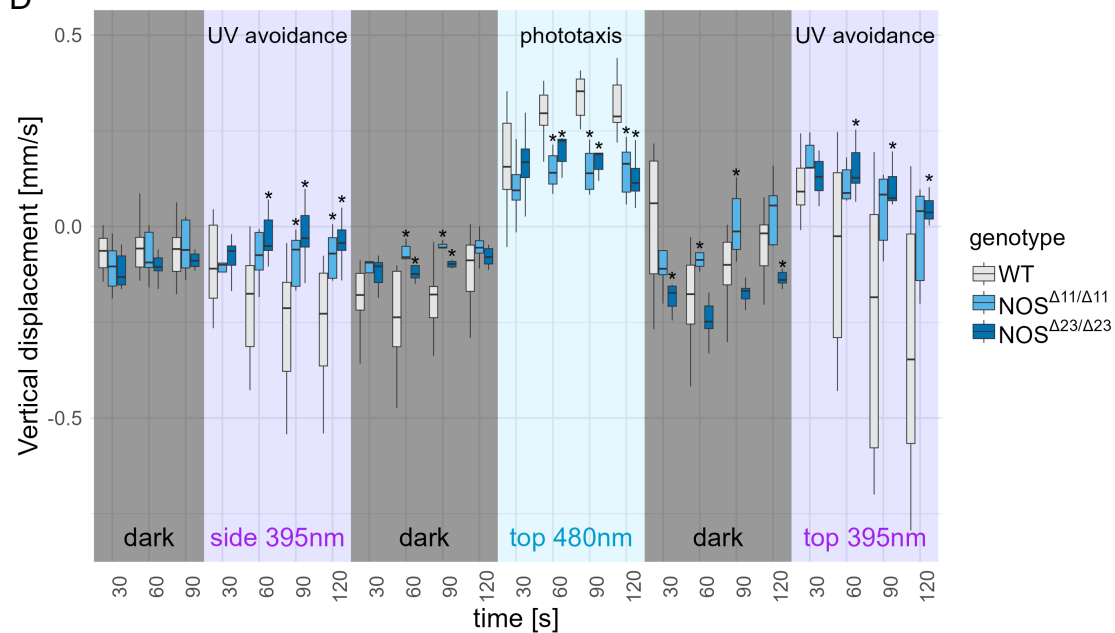 D
UV avoidance
phototaxis
UV avoidance
0.5
0.0
-0.5
Vertical displacement [mm/s]
* * * * * *
* * * *
* * * * * *
* * * *
* * *
dark
side 395nm
dark
top 480nm
dark
top 395nm
30 60 90 30 60 90 120 30 60 90 120 30 60 90 120 30 60 90 120 30 60 90 120
time [s]
genotype
WT
NOSΔ11/Δ11
NOSΔ23/Δ23